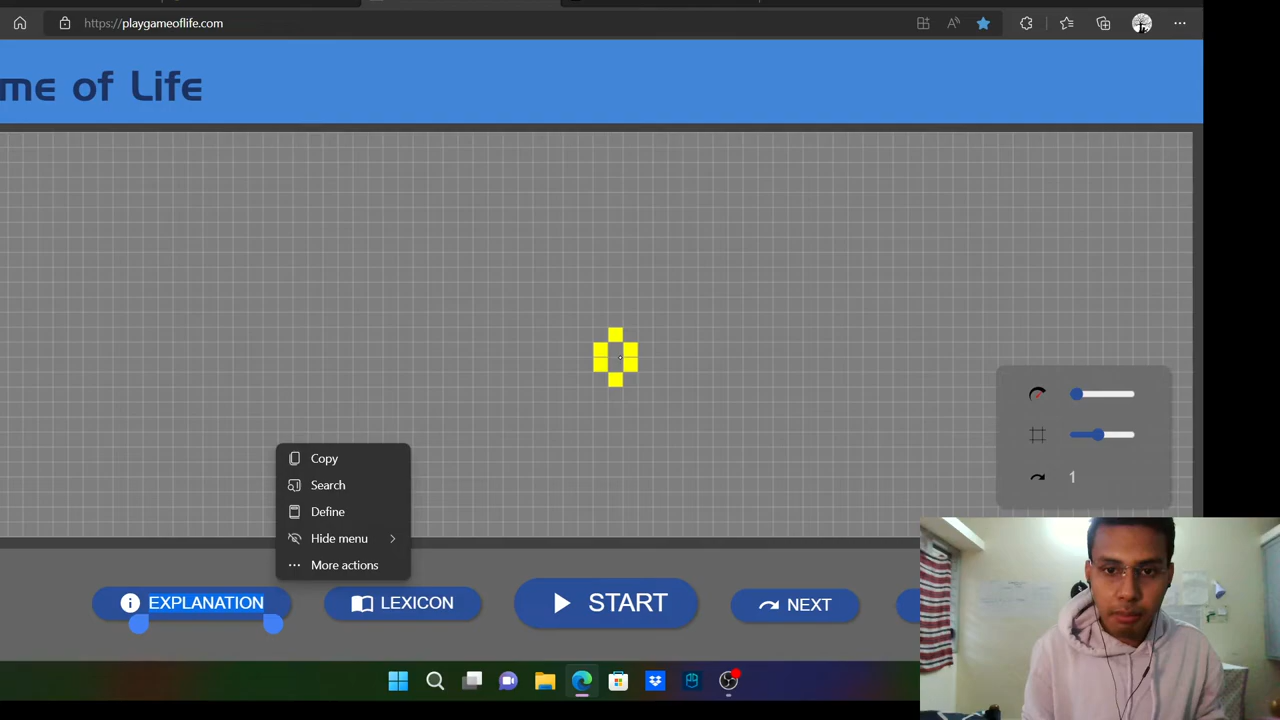 https://playgameoflife.com
me of Life
Copy
Search
Define
Hide menu
More actions
1
EXPLANATION
LEXICON
START
NEXT